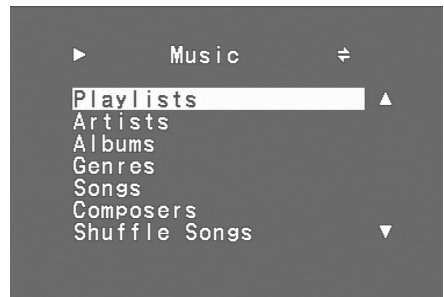 Music
Playlists
Artists
Albums
Genres
Songs
Composers
Shuffle Songs